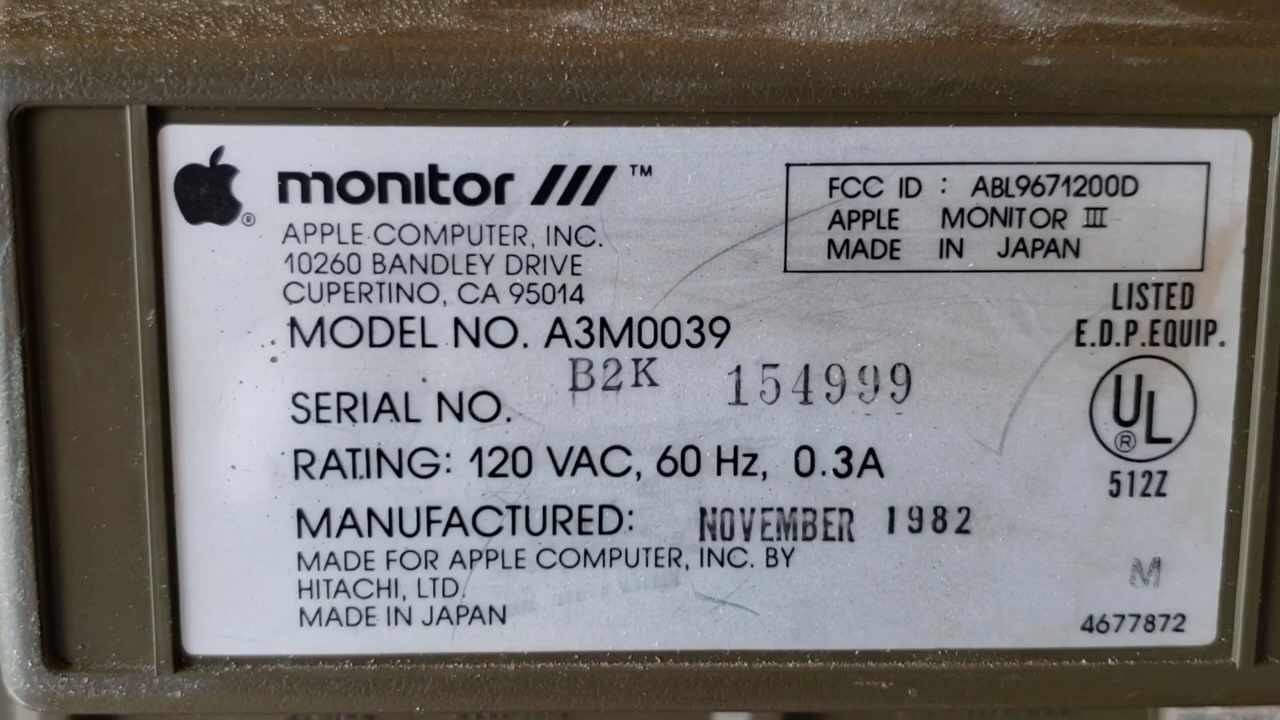 monitor /// ™
APPLE COMPUTER, INC.
10260 BANDLEY DRIVE
CUPERTINO, CA 95014
MODEL NO. A3M0039
SERIAL NO. B2K 154999
RATING: 120 VAC, 60 Hz, 0.3A
MANUFACTURED: NOVEMBER 1982
MADE FOR APPLE COMPUTER, INC. BY
HITACHI, LTD.
MADE IN JAPAN
FCC ID : ABL9671200D
APPLE MONITOR III
MADE IN JAPAN
LISTED
E.D.P.EQUIP.
UL ®
512Z
M
4677872
®